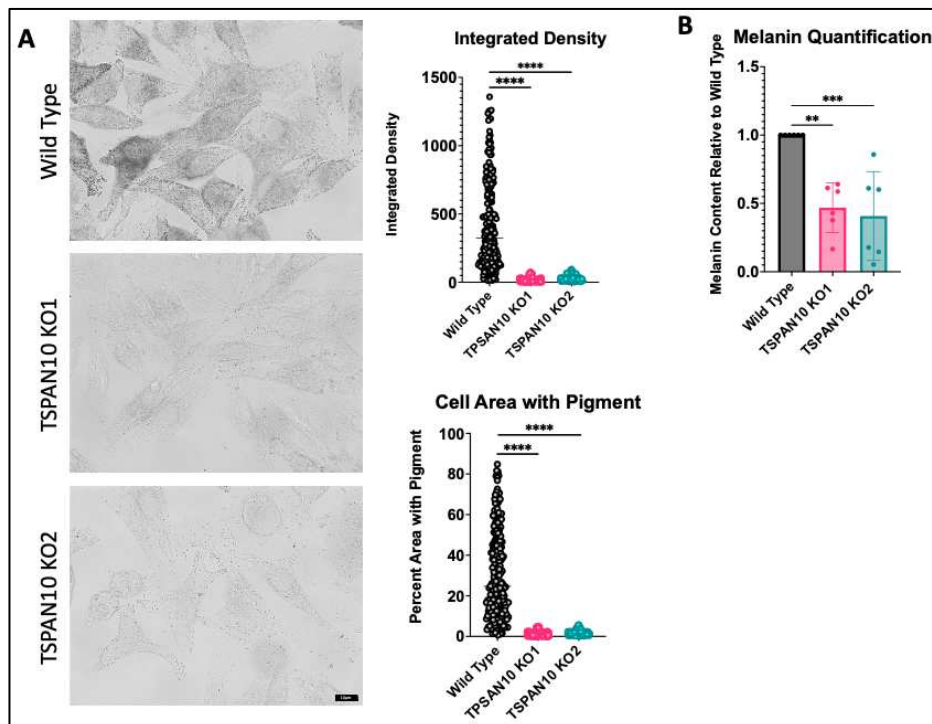 A
Wild Type
TSPAN10 KO1
TSPAN10 KO2
10µm
Integrated Density
****
****
Integrated Density
1500
1000
500
0
Wild Type
TPSAN10 KO1
TSPAN10 KO2
Cell Area with Pigment
****
****
Percent Area with Pigment
100
80
60
40
20
0
Wild Type
TPSAN10 KO1
TSPAN10 KO2
B
Melanin Quantification
***
**
Melanin Content Relative to Wild Type
1.5
1.0
0.5
0.0
Wild Type
TSPAN10 KO1
TSPAN10 KO2